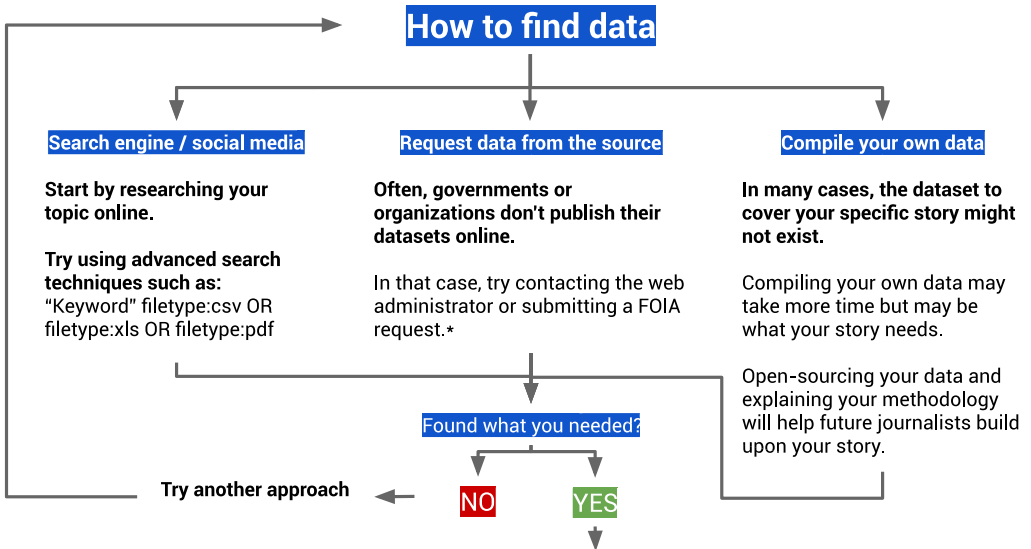 How to find data
Search engine / social media
Start by researching your
topic online.
Try using advanced search
techniques such as:
“Keyword” filetype:csv OR
filetype:xls OR filetype:pdf
Request data from the source
Often, governments or
organizations don't publish their
datasets online.
In that case, try contacting the web
administrator or submitting a FOIA
request.*
Compile your own data
In many cases, the dataset to
cover your specific story might
not exist.
Compiling your own data may
take more time but may be
what your story needs.
Open-sourcing your data and
explaining your methodology
will help future journalists build
upon your story.
Found what you needed?
NO
YES
Try another approach